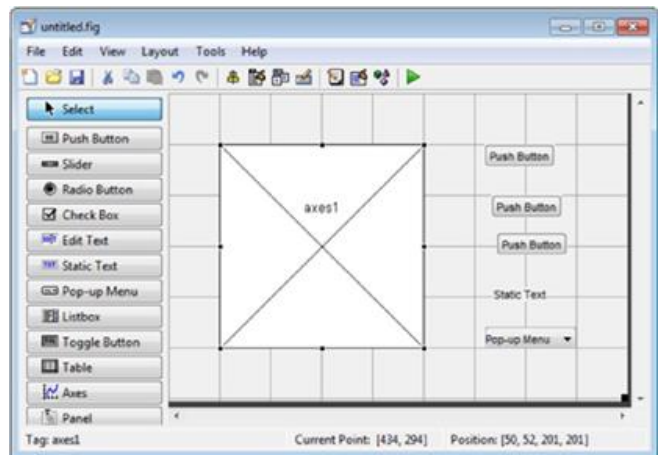 untitled.fig
File Edit View Layout Tools Help
Select
Push Button
Slider
Radio Button
Check Box
Edit Text
Static Text
Pop-up Menu
Listbox
Toggle Button
Table
Axes
Panel
axes1
Push Button
Push Button
Push Button
Static Text
Pop-up Menu
Tag: axes1 Current Point: [434, 294] Position: [50, 52, 201, 201]